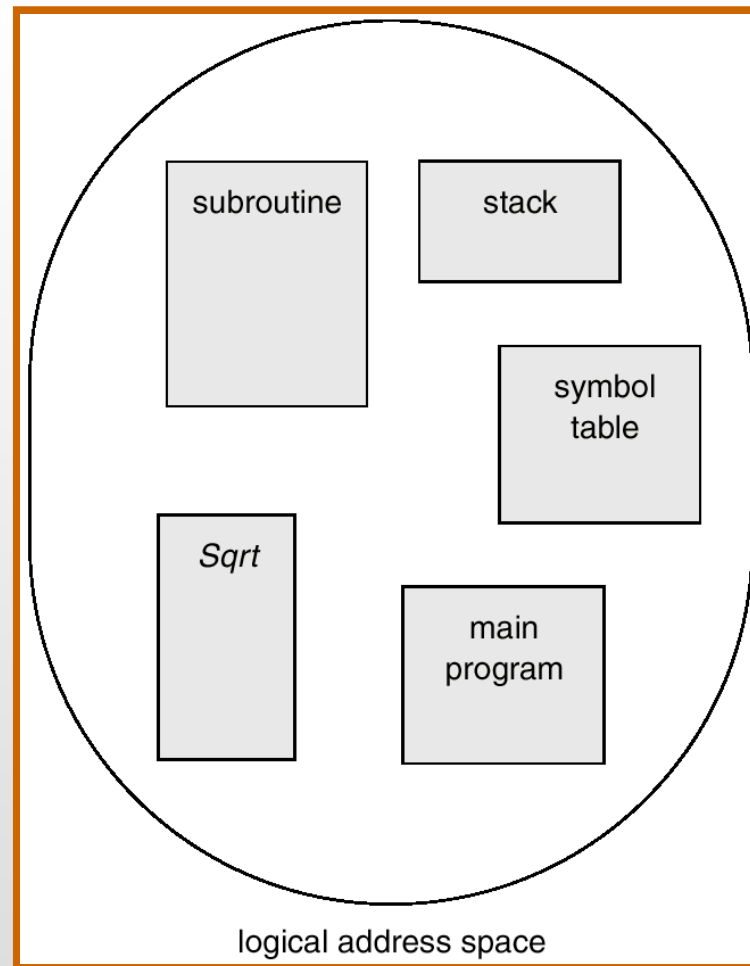 subroutine
stack
symbol
table
Sqrt
main
program
logical address space